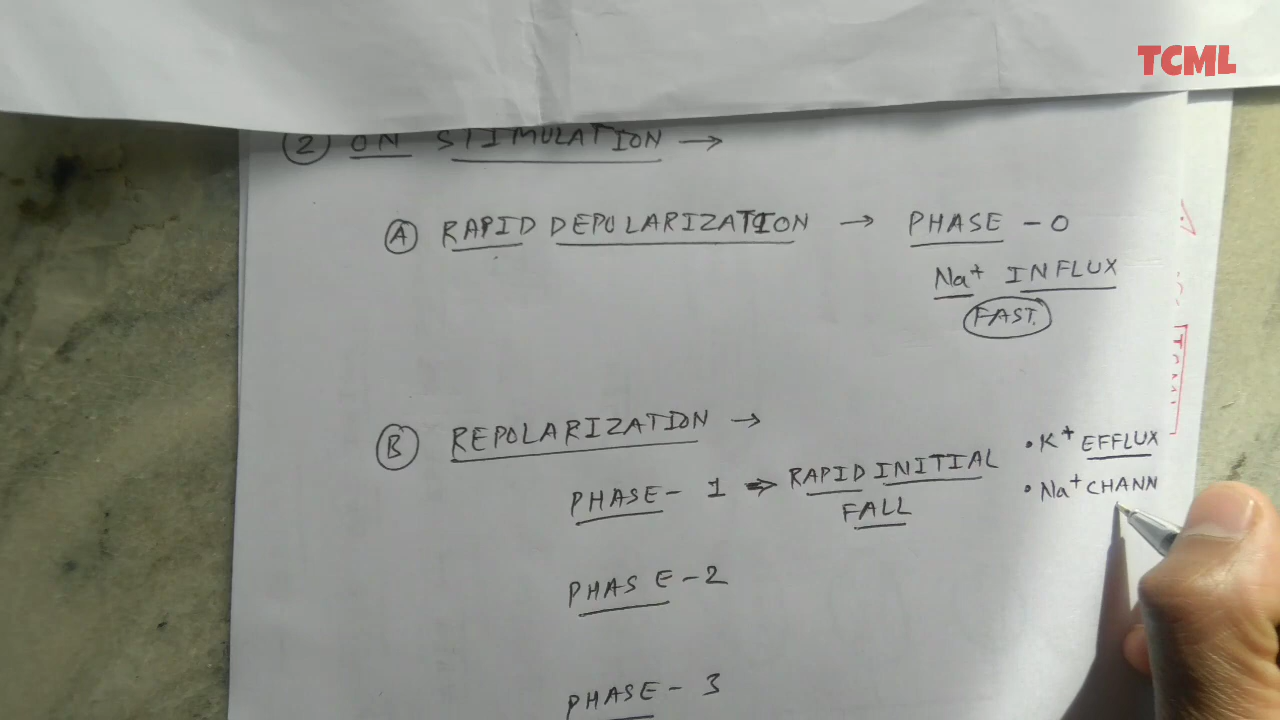 TCML
② ON STIMULATION →
Ⓐ RAPID DEPOLARIZATION → PHASE - 0
Na⁺ INFLUX
FAST.
Ⓑ REPOLARIZATION →
PHASE - 1 → RAPID INITIAL
FALL
• K⁺ EFFLUX
• Na⁺ CHANN
PHASE - 2
PHASE - 3